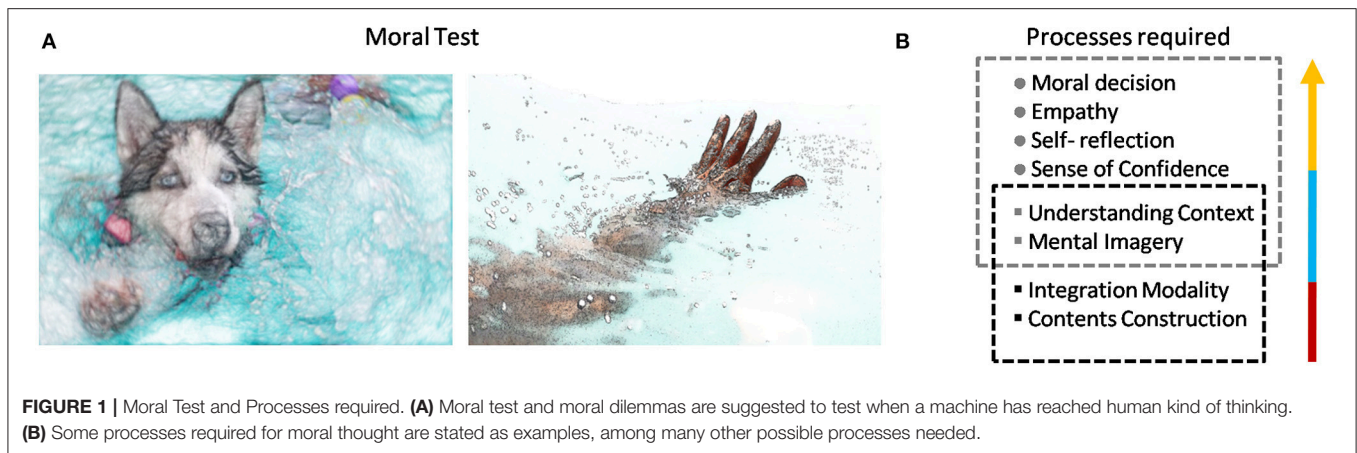 A
Moral Test
B
Processes required
Moral decision
Empathy
Self- reflection
Sense of Confidence
Understanding Context
Mental Imagery
Integration Modality
Contents Construction
FIGURE 1 | Moral Test and Processes required. (A) Moral test and moral dilemmas are suggested to test when a machine has reached human kind of thinking.
(B) Some processes required for moral thought are stated as examples, among many other possible processes needed.